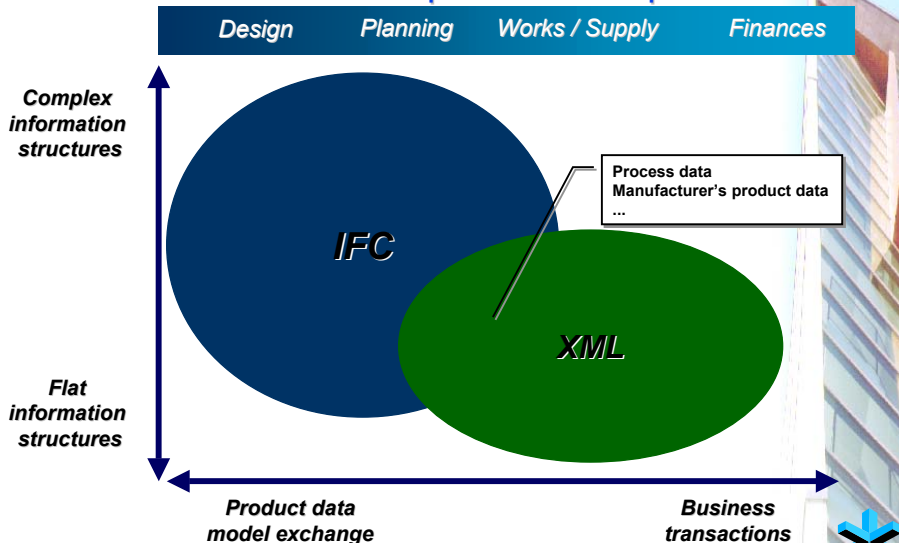 Design Planning Works / Supply Finances
Complex
information
structures
Process data
Manufacturer's product data
...
IFC
XML
Flat
information
structures
Product data
model exchange
Business
transactions